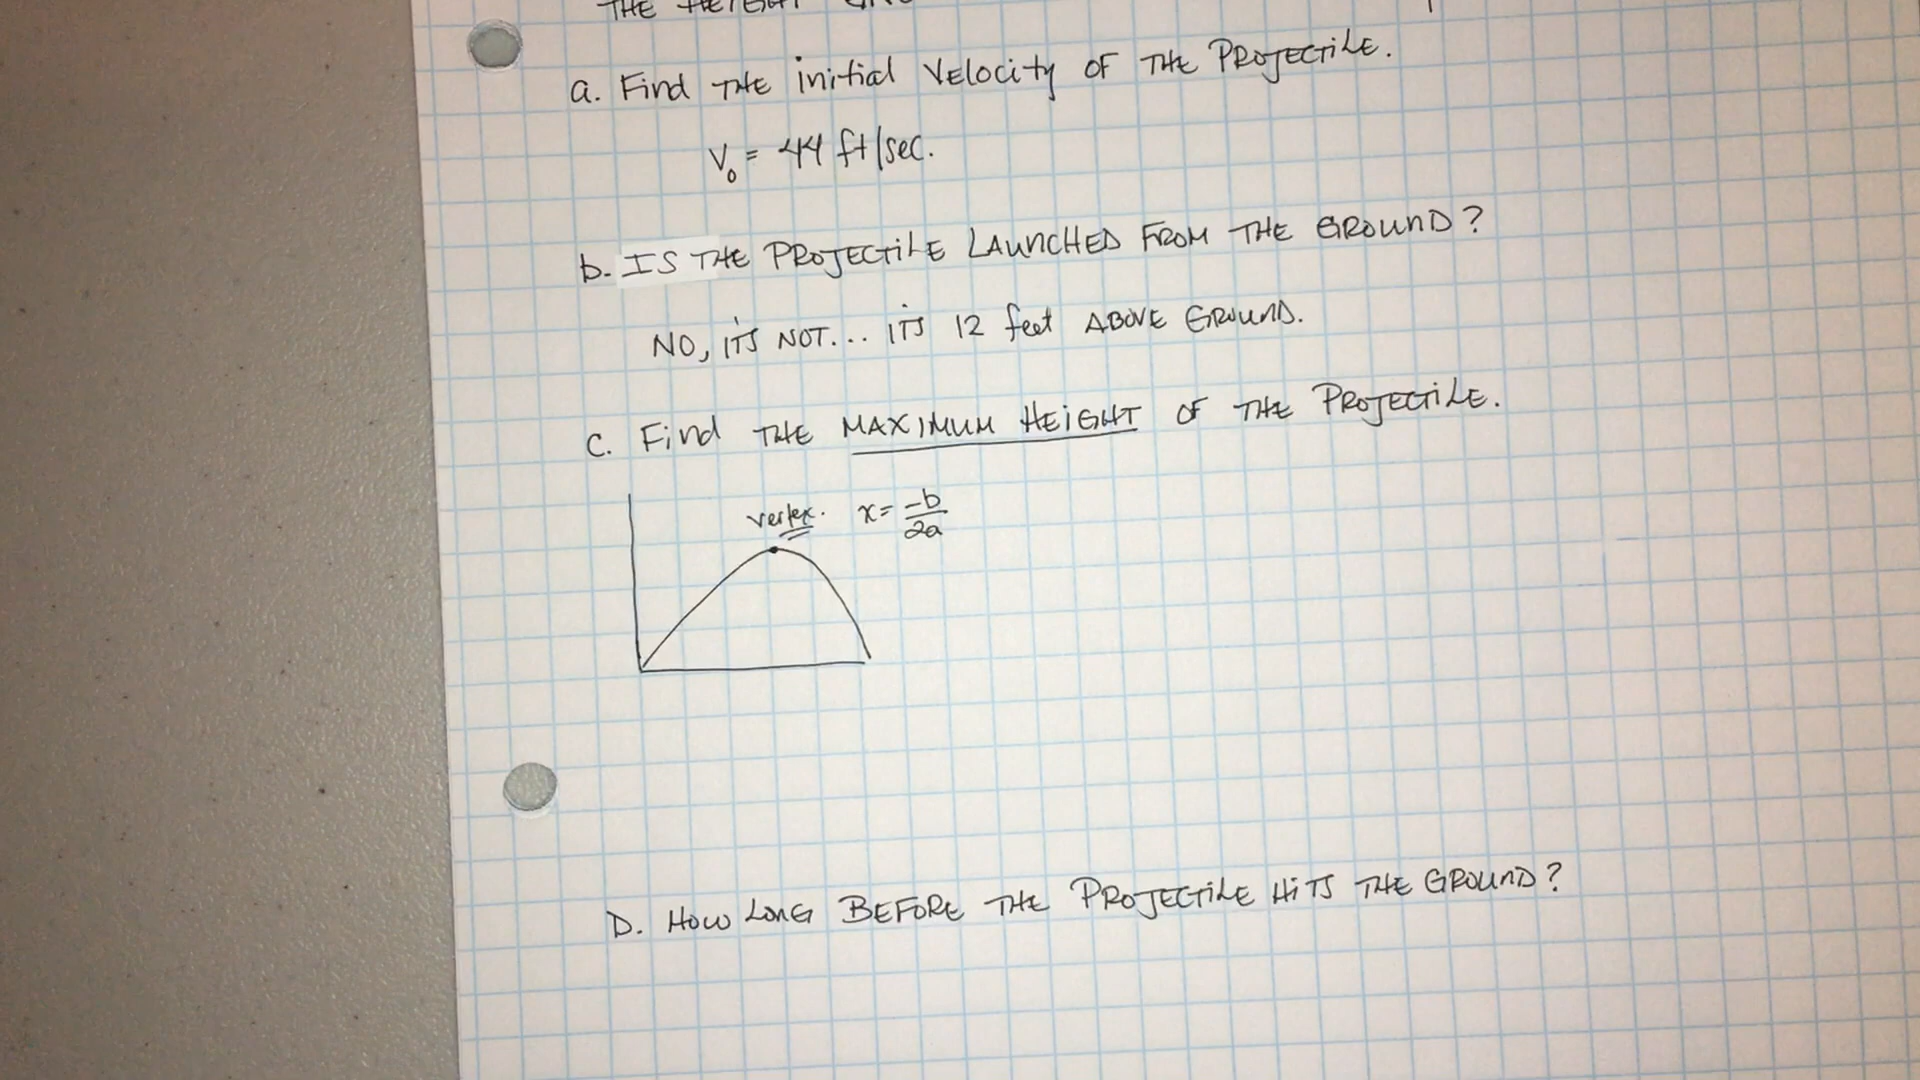 THE HEIGHT
a. Find THE initial VELOCITY OF THE PROJECTILE.
V₀ = 44 ft/sec.
b. IS THE PROJECTILE LAUNCHED FROM THE GROUND?
NO, IT'S NOT... IT'S 12 feet ABOVE GROUND.
C. Find THE MAXIMUM HEIGHT OF THE PROJECTILE.
vertex. x = -b/2a
D. HOW LONG BEFORE THE PROJECTILE HITS THE GROUND?